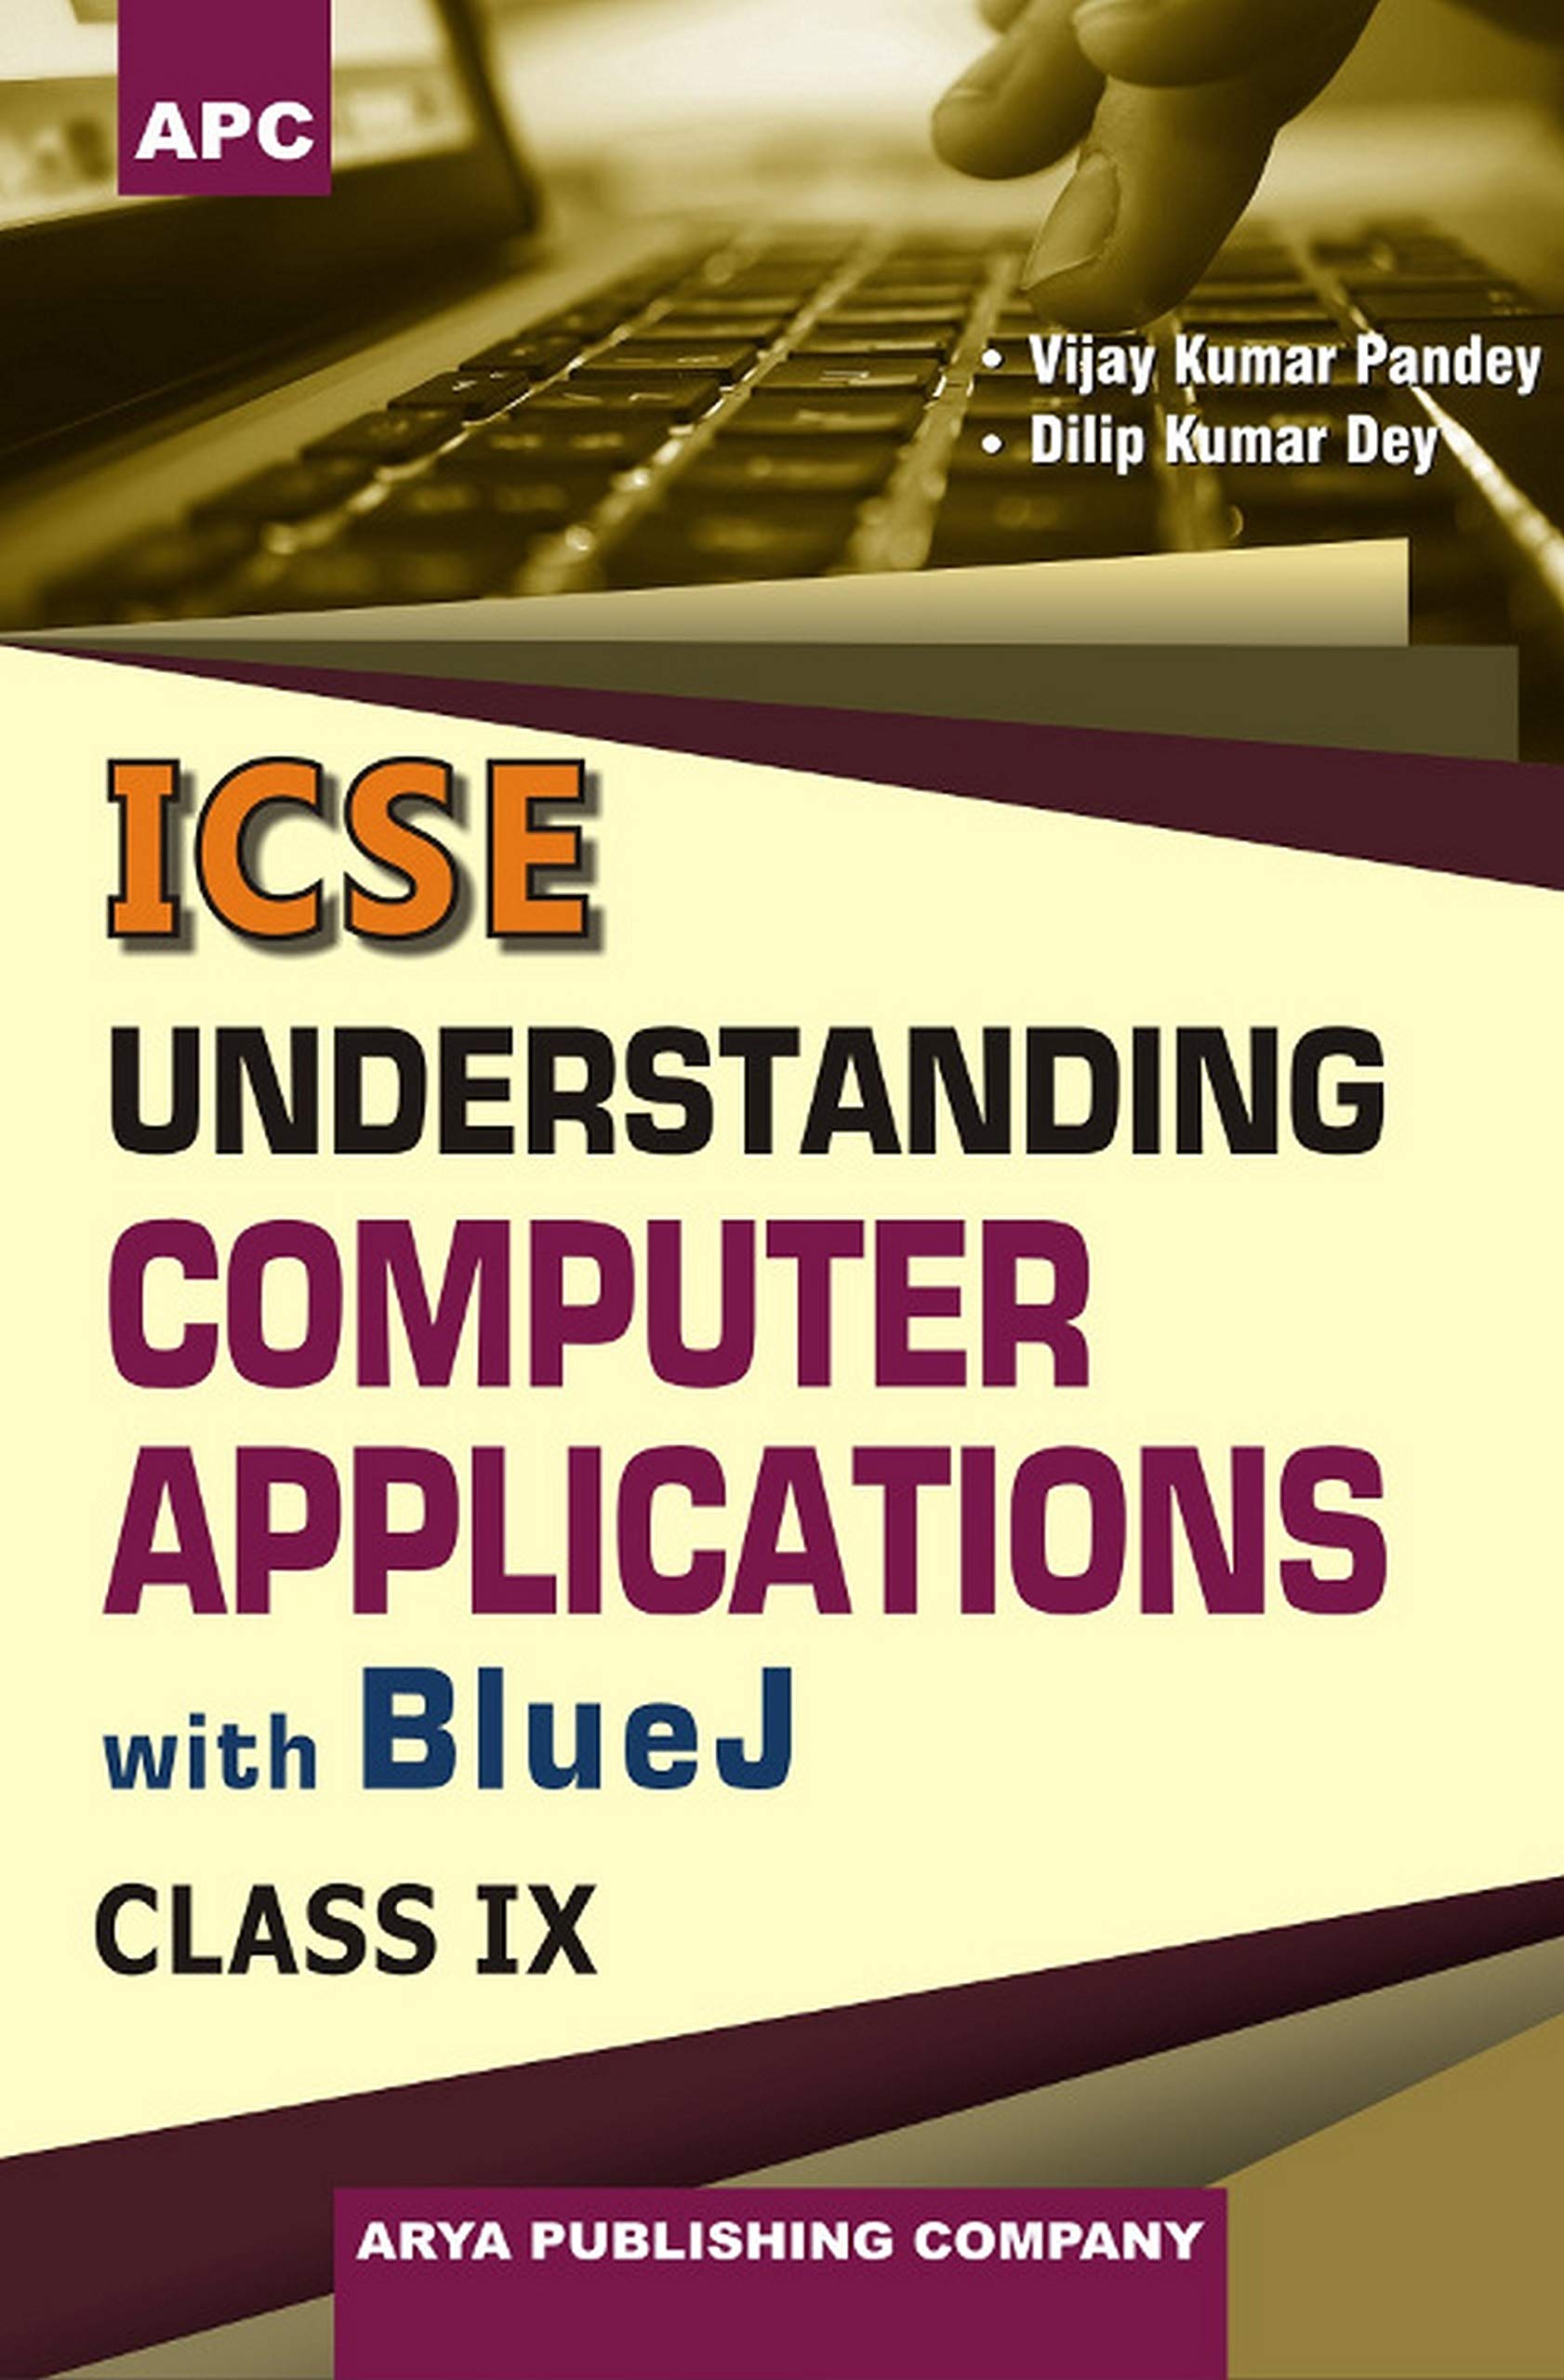 APC
• Vijay Kumar Pandey
• Dilip Kumar Dey
ICSE
UNDERSTANDING
COMPUTER
APPLICATIONS
with BlueJ
CLASS IX
ARYA PUBLISHING COMPANY